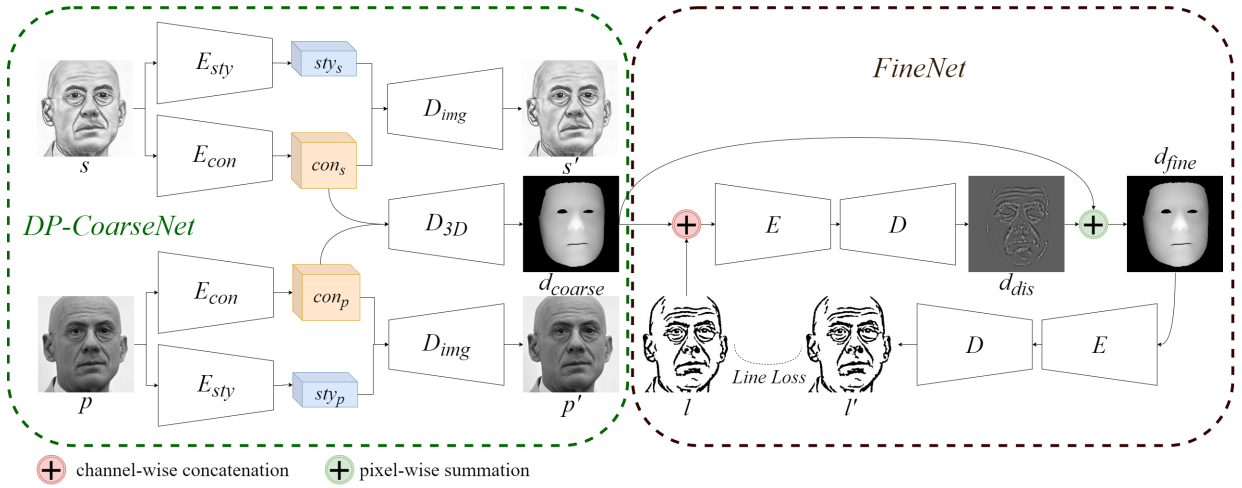 DP-CoarseNet
s
E_sty
E_con
sty_s
con_s
D_img
s'
D_3D
d_coarse
p
E_con
E_sty
con_p
sty_p
D_img
p'
FineNet
E
D
d_dis
d_fine
l
Line Loss
l'
D
E
channel-wise concatenation
pixel-wise summation